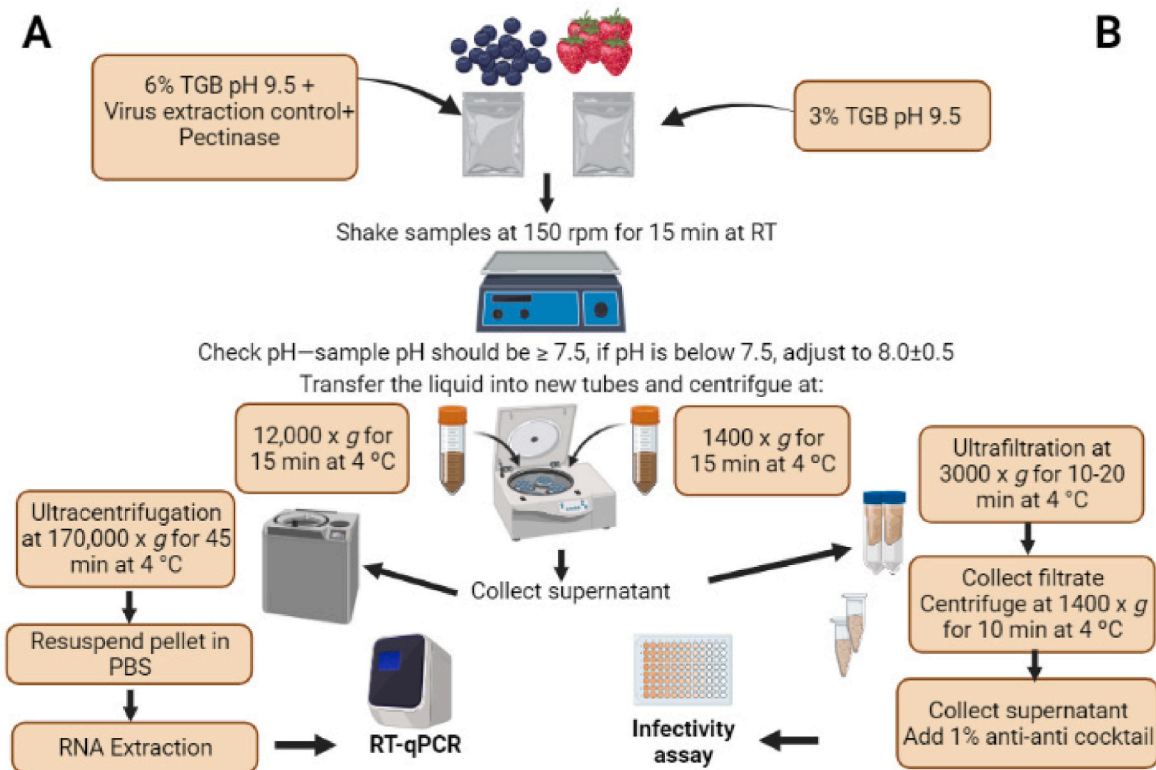 A
B
6% TGB pH 9.5 +
Virus extraction control+
Pectinase
3% TGB pH 9.5
Shake samples at 150 rpm for 15 min at RT
Check pH—sample pH should be ≥ 7.5, if pH is below 7.5, adjust to 8.0±0.5
Transfer the liquid into new tubes and centrifgue at:
12,000 x g for
15 min at 4 ºC
1400 x g for
15 min at 4 ºC
Ultracentrifugation
at 170,000 x g for 45
min at 4 °C
Ultrafiltration at
3000 x g for 10-20
min at 4 °C
Collect supernatant
Resuspend pellet in
PBS
Collect filtrate
Centrifuge at 1400 x g
for 10 min at 4 ºC
RNA Extraction
RT-qPCR
Infectivity
assay
Collect supernatant
Add 1% anti-anti cocktail